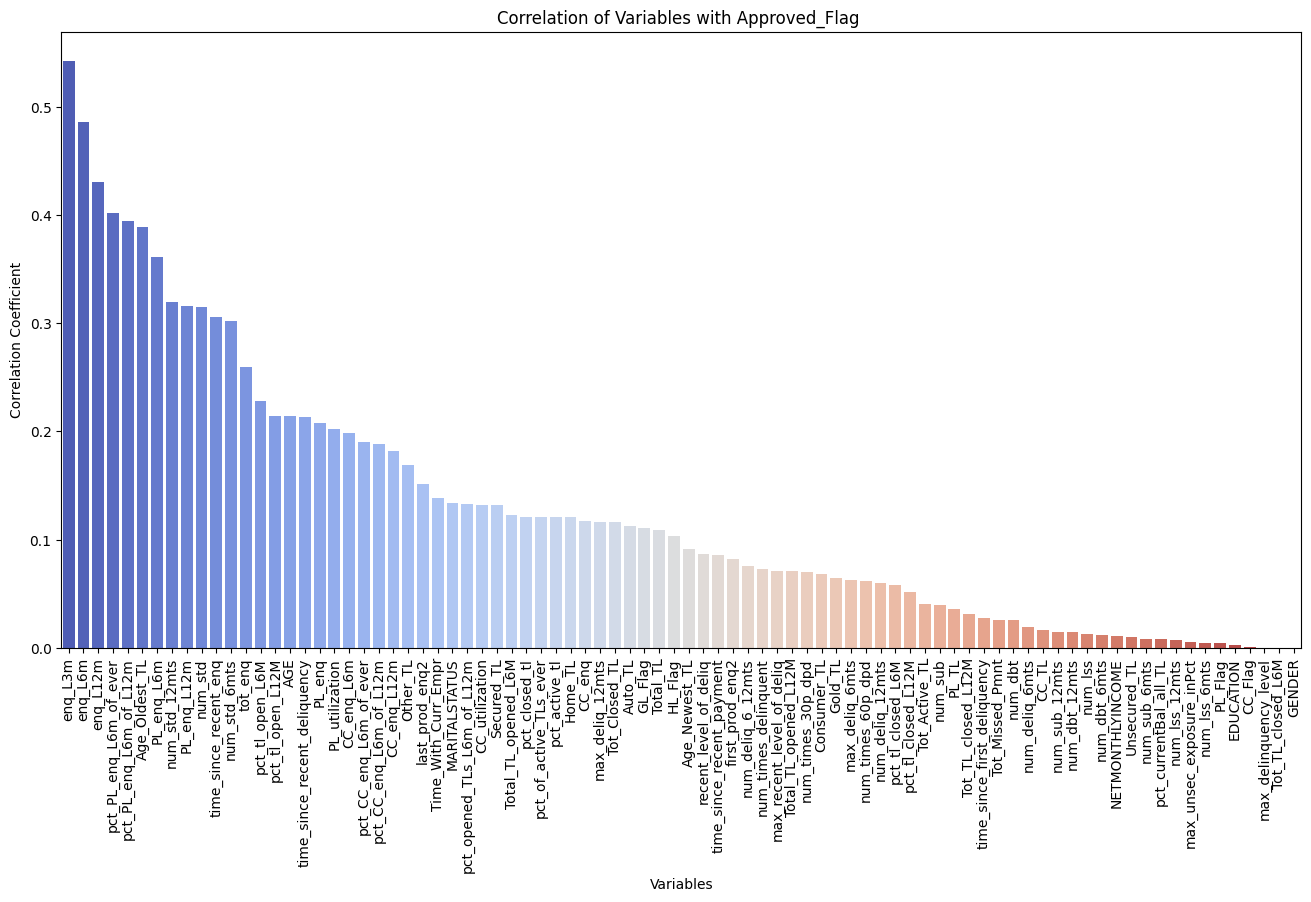 Correlation of Variables with Approved_Flag
Correlation Coefficient
0.5
0.4
0.3
0.2
0.1
0.0
enq_L3m
enq_L6m
enq_L12m
pct_PL_enq_L6m_of_ever
pct_PL_enq_L6m_of_L12m
Age_Oldest_TL
PL_enq_L6m
num_std_12mts
PL_enq_L12m
num_std
time_since_recent_enq
num_std_6mts
tot_enq
pct_tl_open_L6M
pct_tl_open_L12M
AGE
time_since_recent_deliquency
PL_enq
PL_utilization
CC_enq_L6m
pct_CC_enq_L6m_of_ever
pct_CC_enq_L6m_of_L12m
CC_enq_L12m
Other_TL
last_prod_enq2
Time_With_Curr_Empr
MARITALSTATUS
pct_opened_TLs_L6m_of_L12m
CC_utilization
Secured_TL
Total_TL_opened_L6M
pct_closed_tl
pct_of_active_TLs_ever
pct_active_tl
Home_TL
CC_enq
max_deliq_12mts
Tot_Closed_TL
Auto_TL
GL_Flag
Total_TL
HL_Flag
Age_Newest_TL
recent_level_of_deliq
time_since_recent_payment
first_prod_enq2
num_deliq_6_12mts
num_times_delinquent
max_recent_level_of_deliq
Total_TL_opened_L12M
num_times_30p_dpd
Consumer_TL
Gold_TL
max_deliq_6mts
num_times_60p_dpd
num_deliq_12mts
pct_tl_closed_L6M
pct_tl_closed_L12M
Tot_Active_TL
num_sub
PL_TL
Tot_TL_closed_L12M
time_since_first_deliquency
Tot_Missed_Pmnt
num_dbt
num_deliq_6mts
CC_TL
num_sub_12mts
num_dbt_12mts
num_lss
num_dbt_6mts
NETMONTHLYINCOME
Unsecured_TL
num_sub_6mts
pct_currentBal_all_TL
num_lss_12mts
max_unsec_exposure_inPct
num_lss_6mts
PL_Flag
EDUCATION
CC_Flag
max_delinquency_level
Tot_TL_closed_L6M
GENDER
Variables